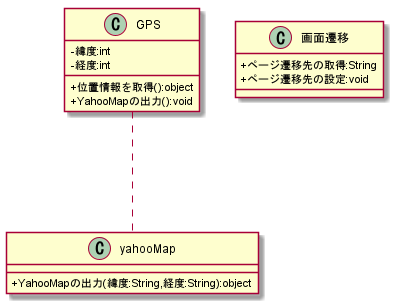 C GPS
-緯度:int
-経度:int
+位置情報を取得():object
+YahooMapの出力():void
C 画面遷移
+ページ遷移先の取得:String
+ページ遷移先の設定:void
C yahooMap
+YahooMapの出力(緯度:String,経度:String):object